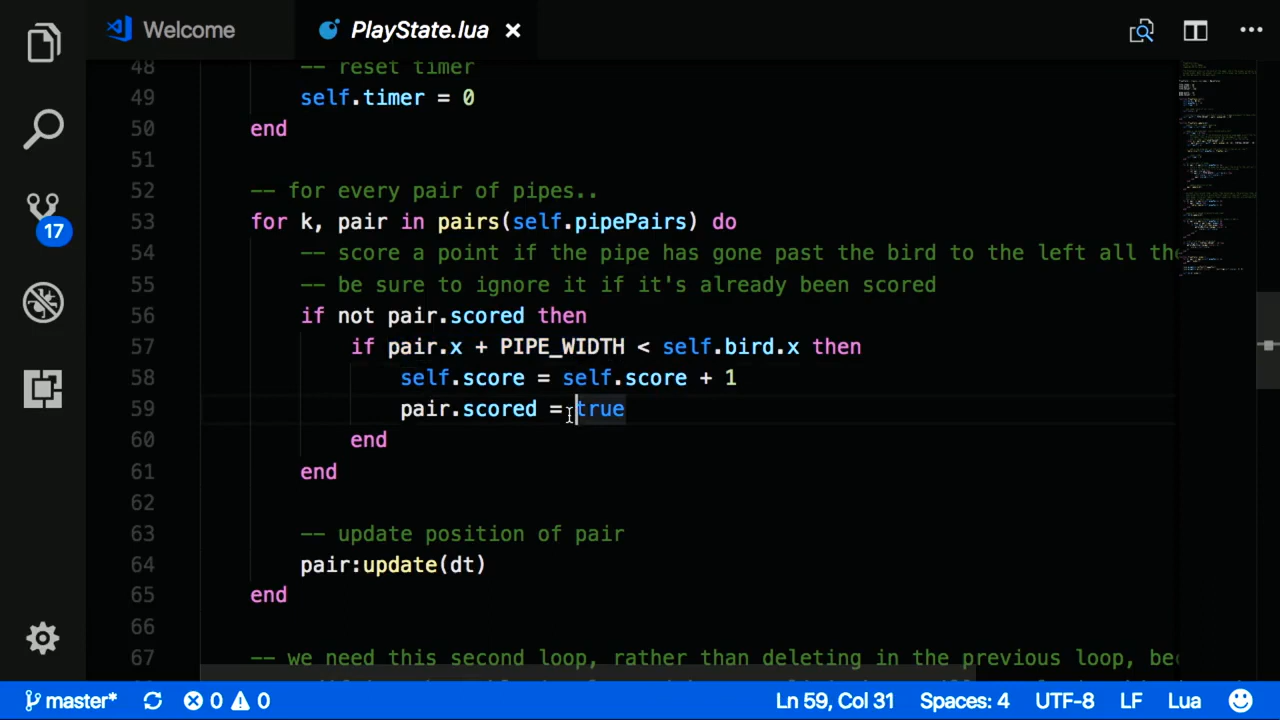 Welcome
PlayState.lua
48 -- reset timer
49 self.timer = 0
50 end
51
52 -- for every pair of pipes..
53 for k, pair in pairs(self.pipePairs) do
54 -- score a point if the pipe has gone past the bird to the left all the
55 -- be sure to ignore it if it's already been scored
56 if not pair.scored then
57 if pair.x + PIPE_WIDTH < self.bird.x then
58 self.score = self.score + 1
59 pair.scored = true
60 end
61 end
62
63 -- update position of pair
64 pair:update(dt)
65 end
66
67 -- we need this second loop, rather than deleting in the previous loop, bec
17
master* 0 0 Ln 59, Col 31 Spaces: 4 UTF-8 LF Lua